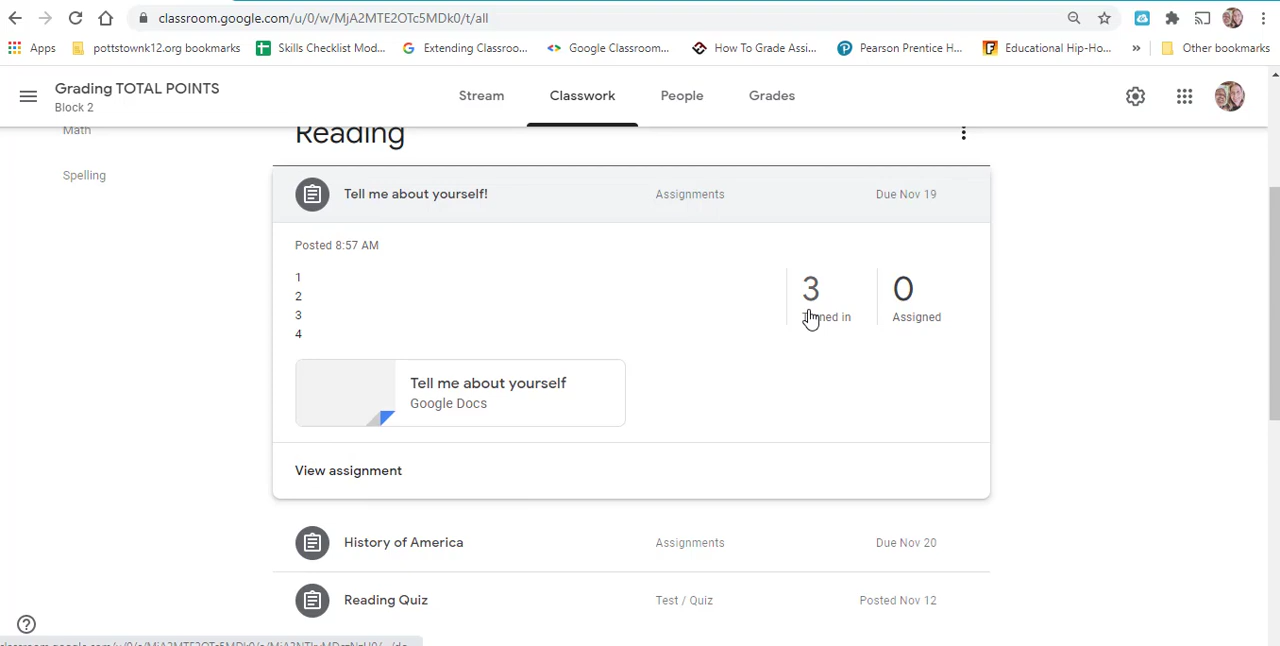 classroom.google.com/u/0/w/MjA2MTE2OTc5MDk0/t/all
Apps pottstownk12.org bookmarks Skills Checklist Mod... Extending Classroo... Google Classroom... How To Grade Assi... Pearson Prentice H... Educational Hip-Ho... » Other bookmarks
Grading TOTAL POINTS
Block 2
Stream Classwork People Grades
Math
Spelling
Reading
Tell me about yourself! Assignments Due Nov 19
Posted 8:57 AM
1
2
3
4
3 0
Turned in Assigned
Tell me about yourself
Google Docs
View assignment
History of America Assignments Due Nov 20
Reading Quiz Test / Quiz Posted Nov 12